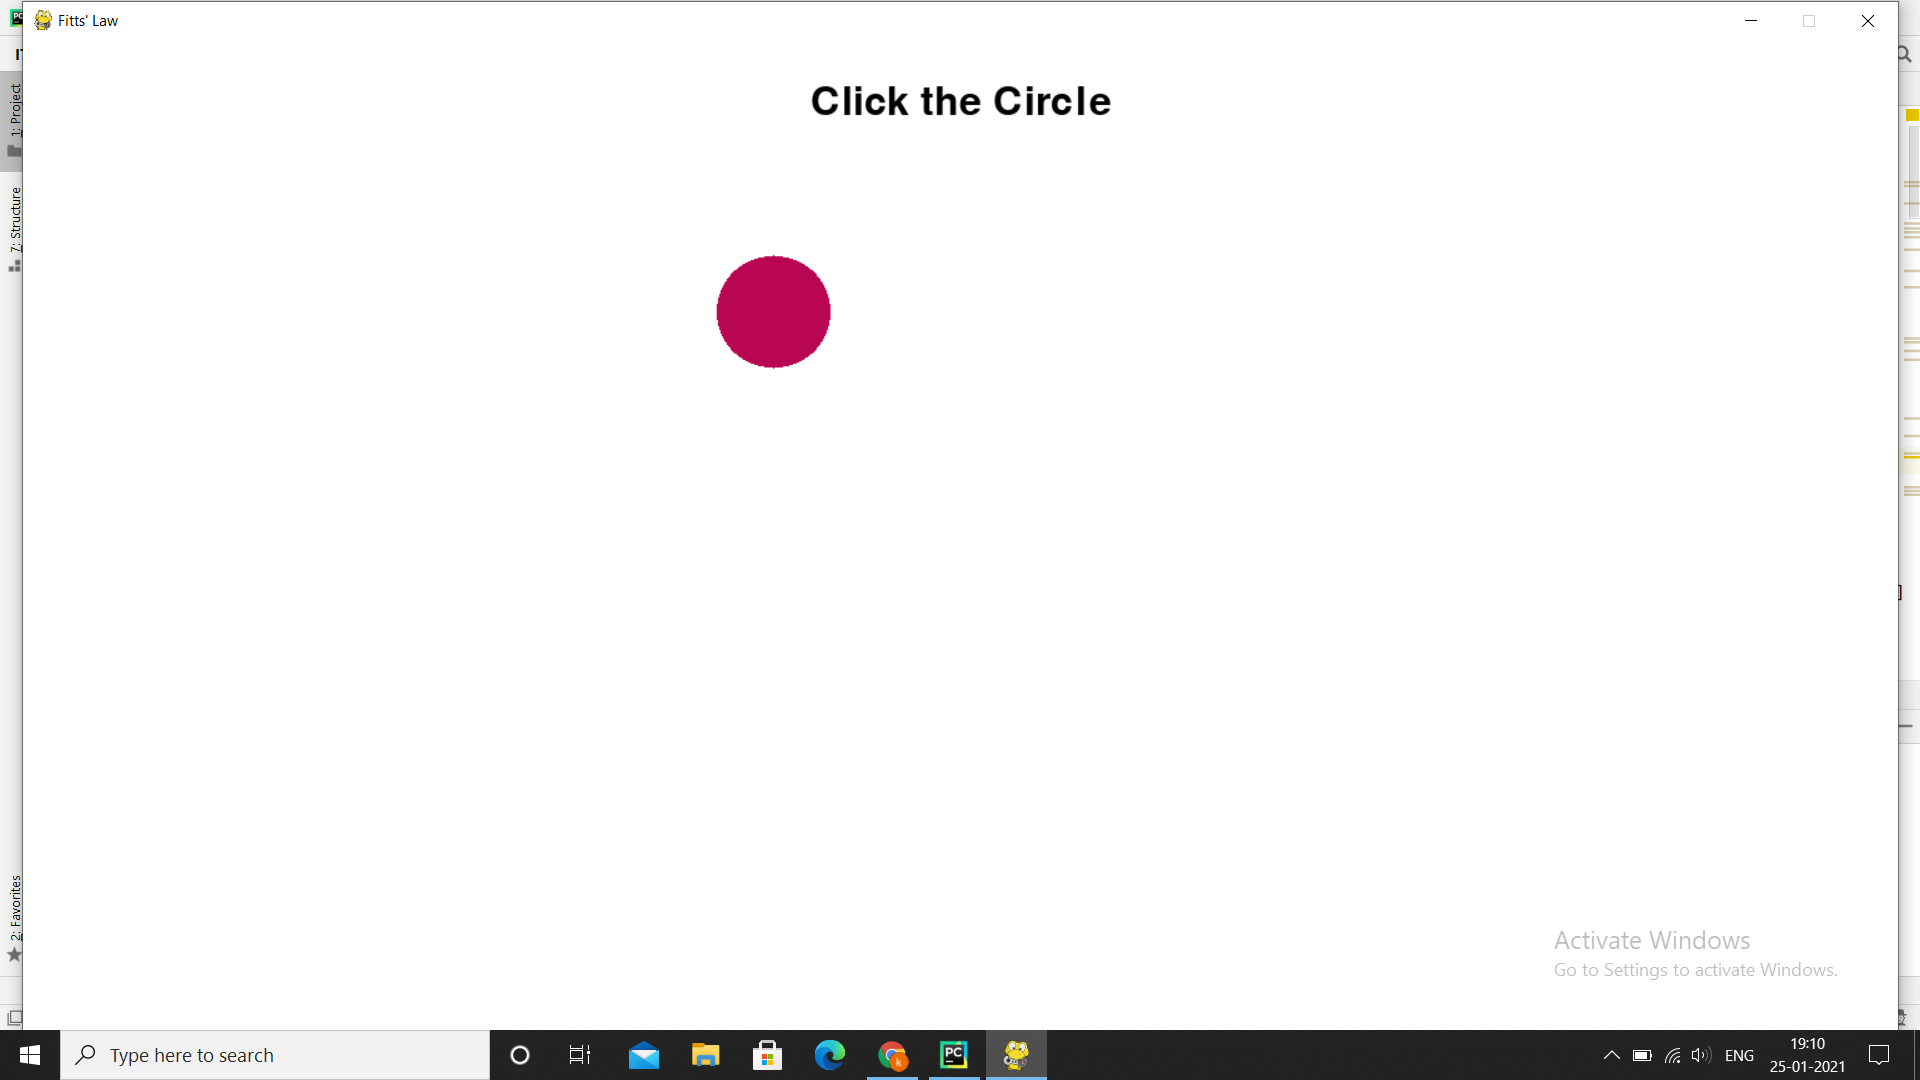 Fitts' Law
Click the Circle
1: Project
7: Structure
2: Favorites
Activate Windows
Go to Settings to activate Windows.
Type here to search
PC
k
ENG
19:10
25-01-2021